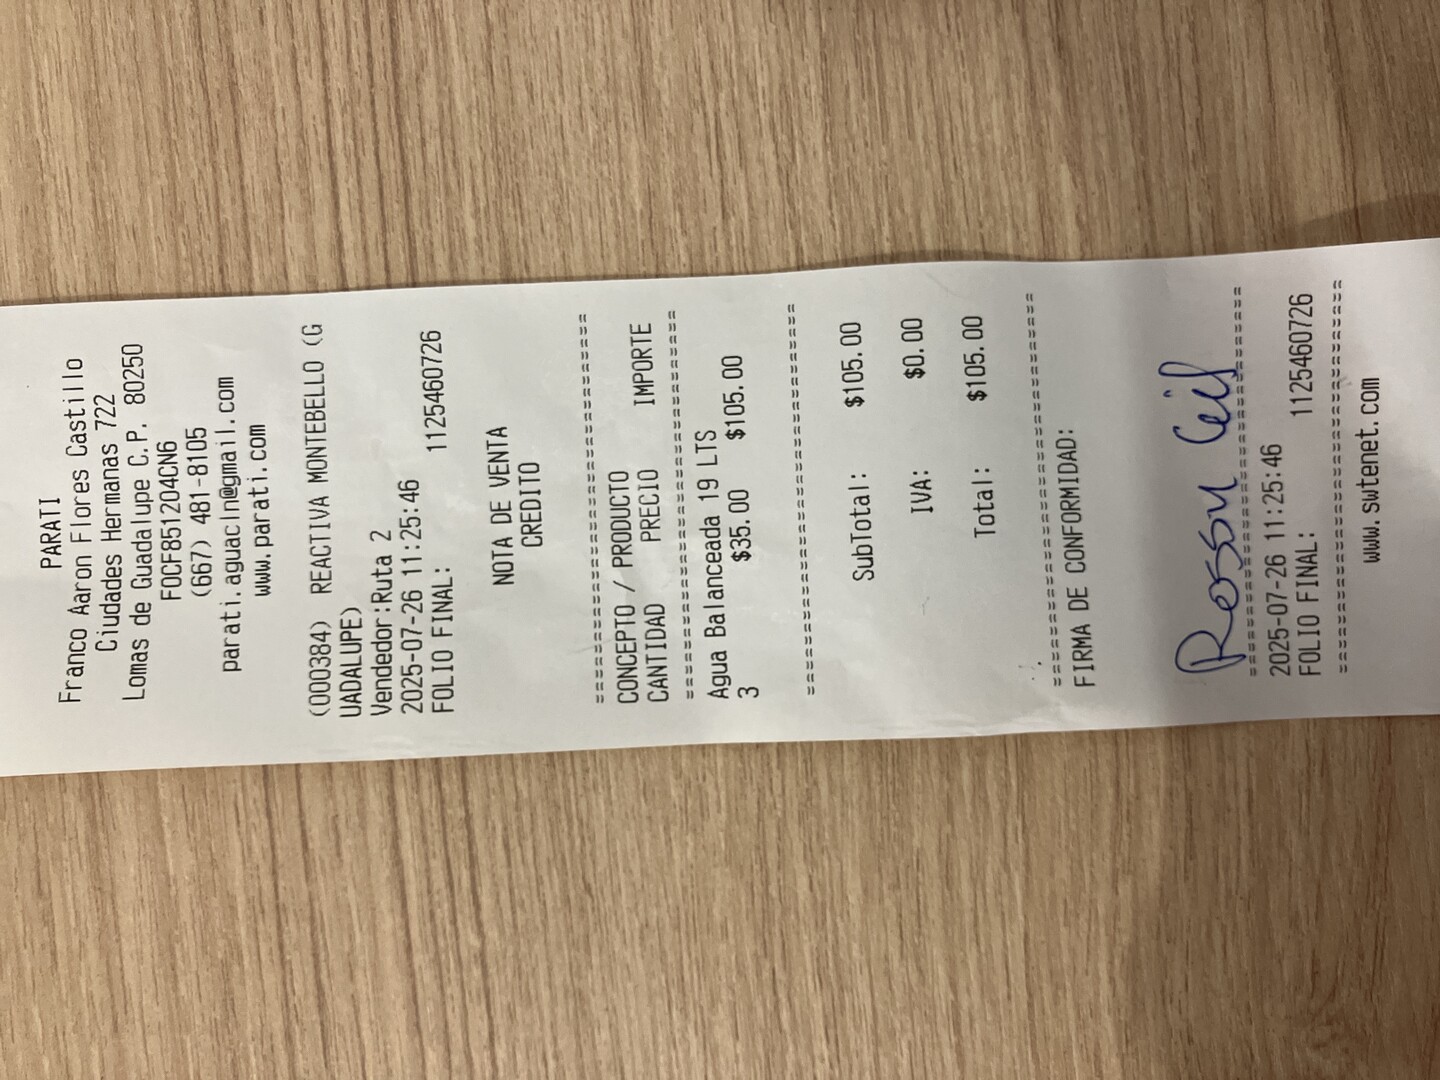 PARATI
Franco Aaron Flores Castillo
Ciudades Hermanas 722
Lomas de Guadalupe C.P. 80250
FOCF851204CN6
(667) 481-8105
parati.aguacln@gmail.com
www.parati.com
(000384) REACTIVA MONTEBELLO (G
UADALUPE)
Vendedor:Ruta 2
2025-07-26 11:25:46
FOLIO FINAL: 1125460726
NOTA DE VENTA
CREDITO
===============================
CONCEPTO / PRODUCTO
CANTIDAD PRECIO IMPORTE
===============================
Agua Balanceada 19 LTS
3 $35.00 $105.00
===============================
SubTotal: $105.00
IVA: $0.00
Total: $105.00
===============================
FIRMA DE CONFORMIDAD:
===============================
2025-07-26 11:25:46
FOLIO FINAL: 1125460726
===============================
www.swtenet.com